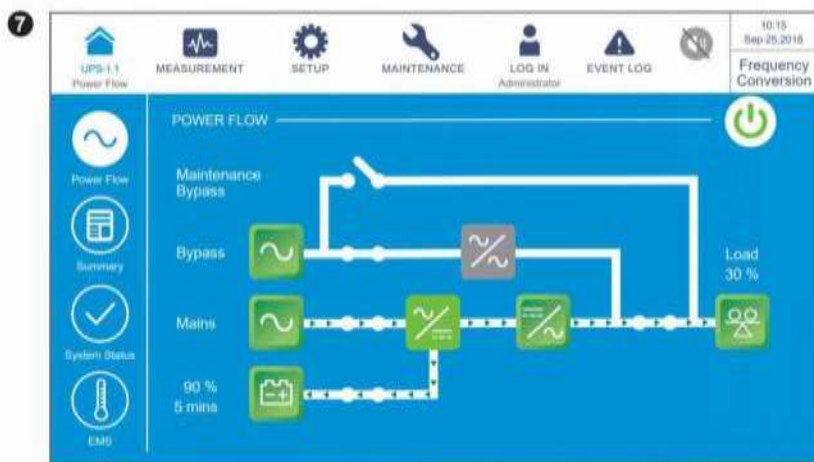 7
UPS-1.1
Power Flow
MEASUREMENT
SETUP
MAINTENANCE
LOG IN
Administrator
EVENT LOG
10:15
Sep 25,2018
Frequency
Conversion
POWER FLOW
Power Flow
Summary
System Status
EMS
Maintenance
Bypass
Bypass
Mains
90 %
5 mins
Load
30 %